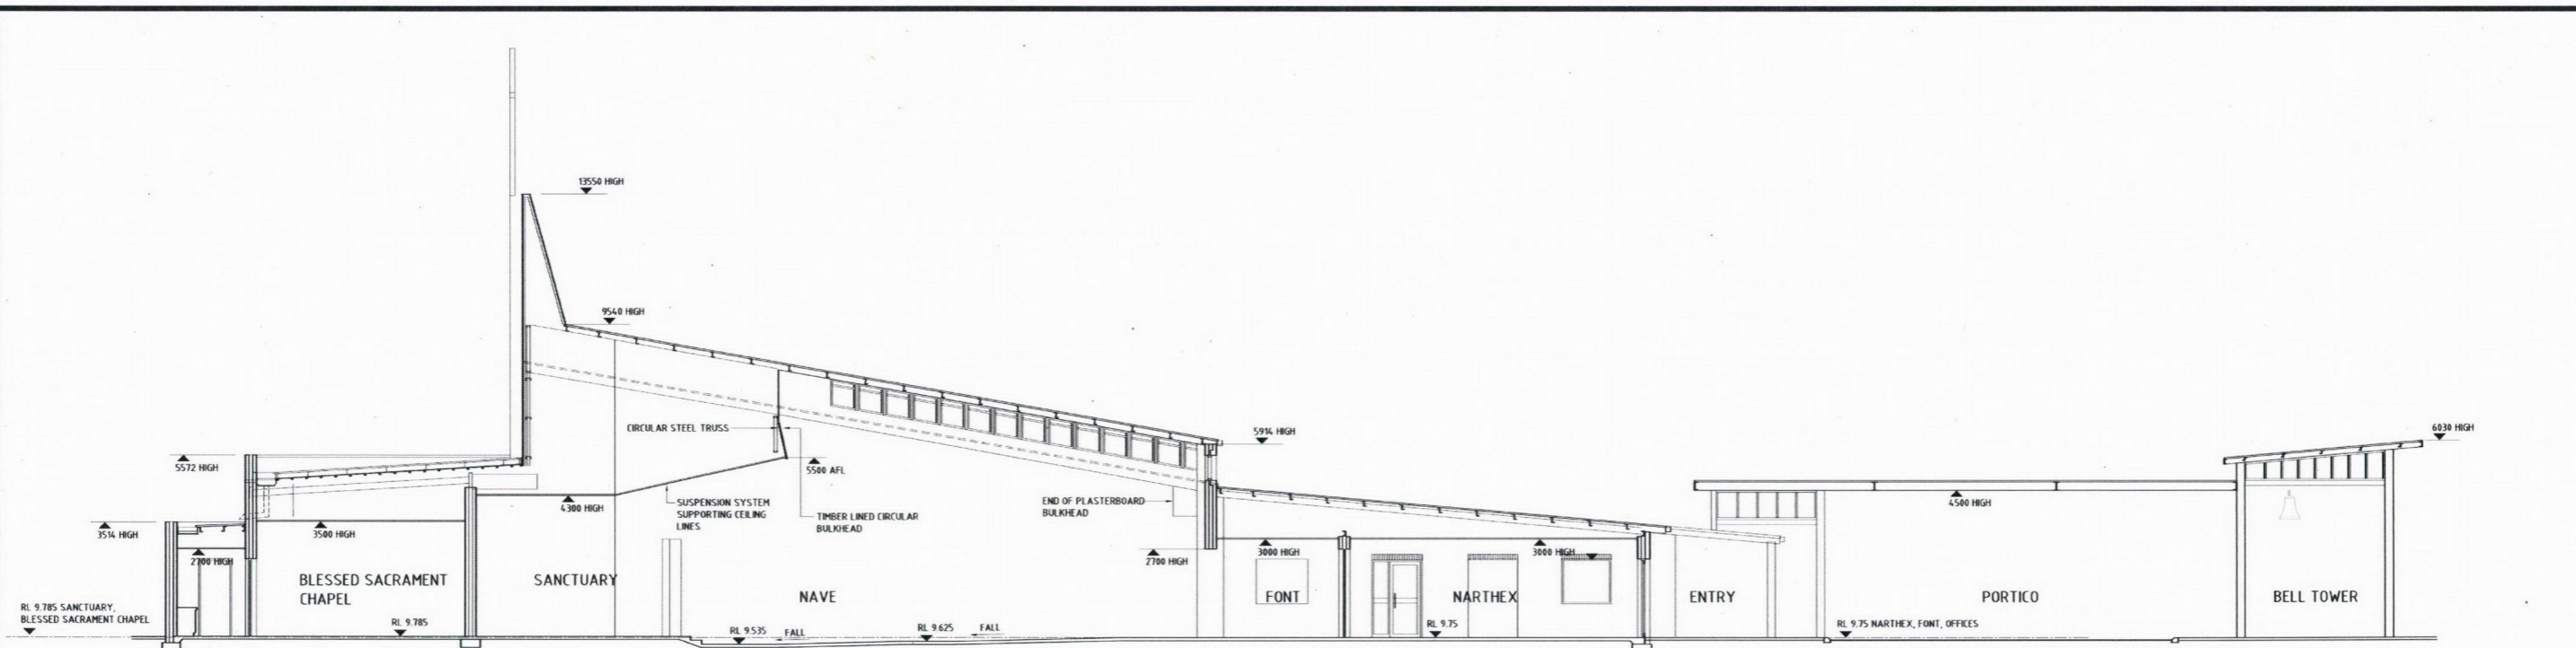 13550 HIGH
9540 HIGH
CIRCULAR STEEL TRUSS
5914 HIGH
6030 HIGH
5572 HIGH
5500 AFL
4300 HIGH
SUSPENSION SYSTEM
SUPPORTING CEILING
LINES
TIMBER LINED CIRCULAR
BULKHEAD
END OF PLASTERBOARD
BULKHEAD
4500 HIGH
3514 HIGH
3500 HIGH
2700 HIGH
2700 HIGH
3000 HIGH
3000 HIGH
BLESSED SACRAMENT
CHAPEL
SANCTUARY
NAVE
FONT
NARTHEX
ENTRY
PORTICO
BELL TOWER
RL 9.785 SANCTUARY,
BLESSED SACRAMENT CHAPEL
RL 9.785
RL 9.535
FALL
RL 9.625
FALL
RL 9.75
RL 9.75 NARTHEX, FONT, OFFICES